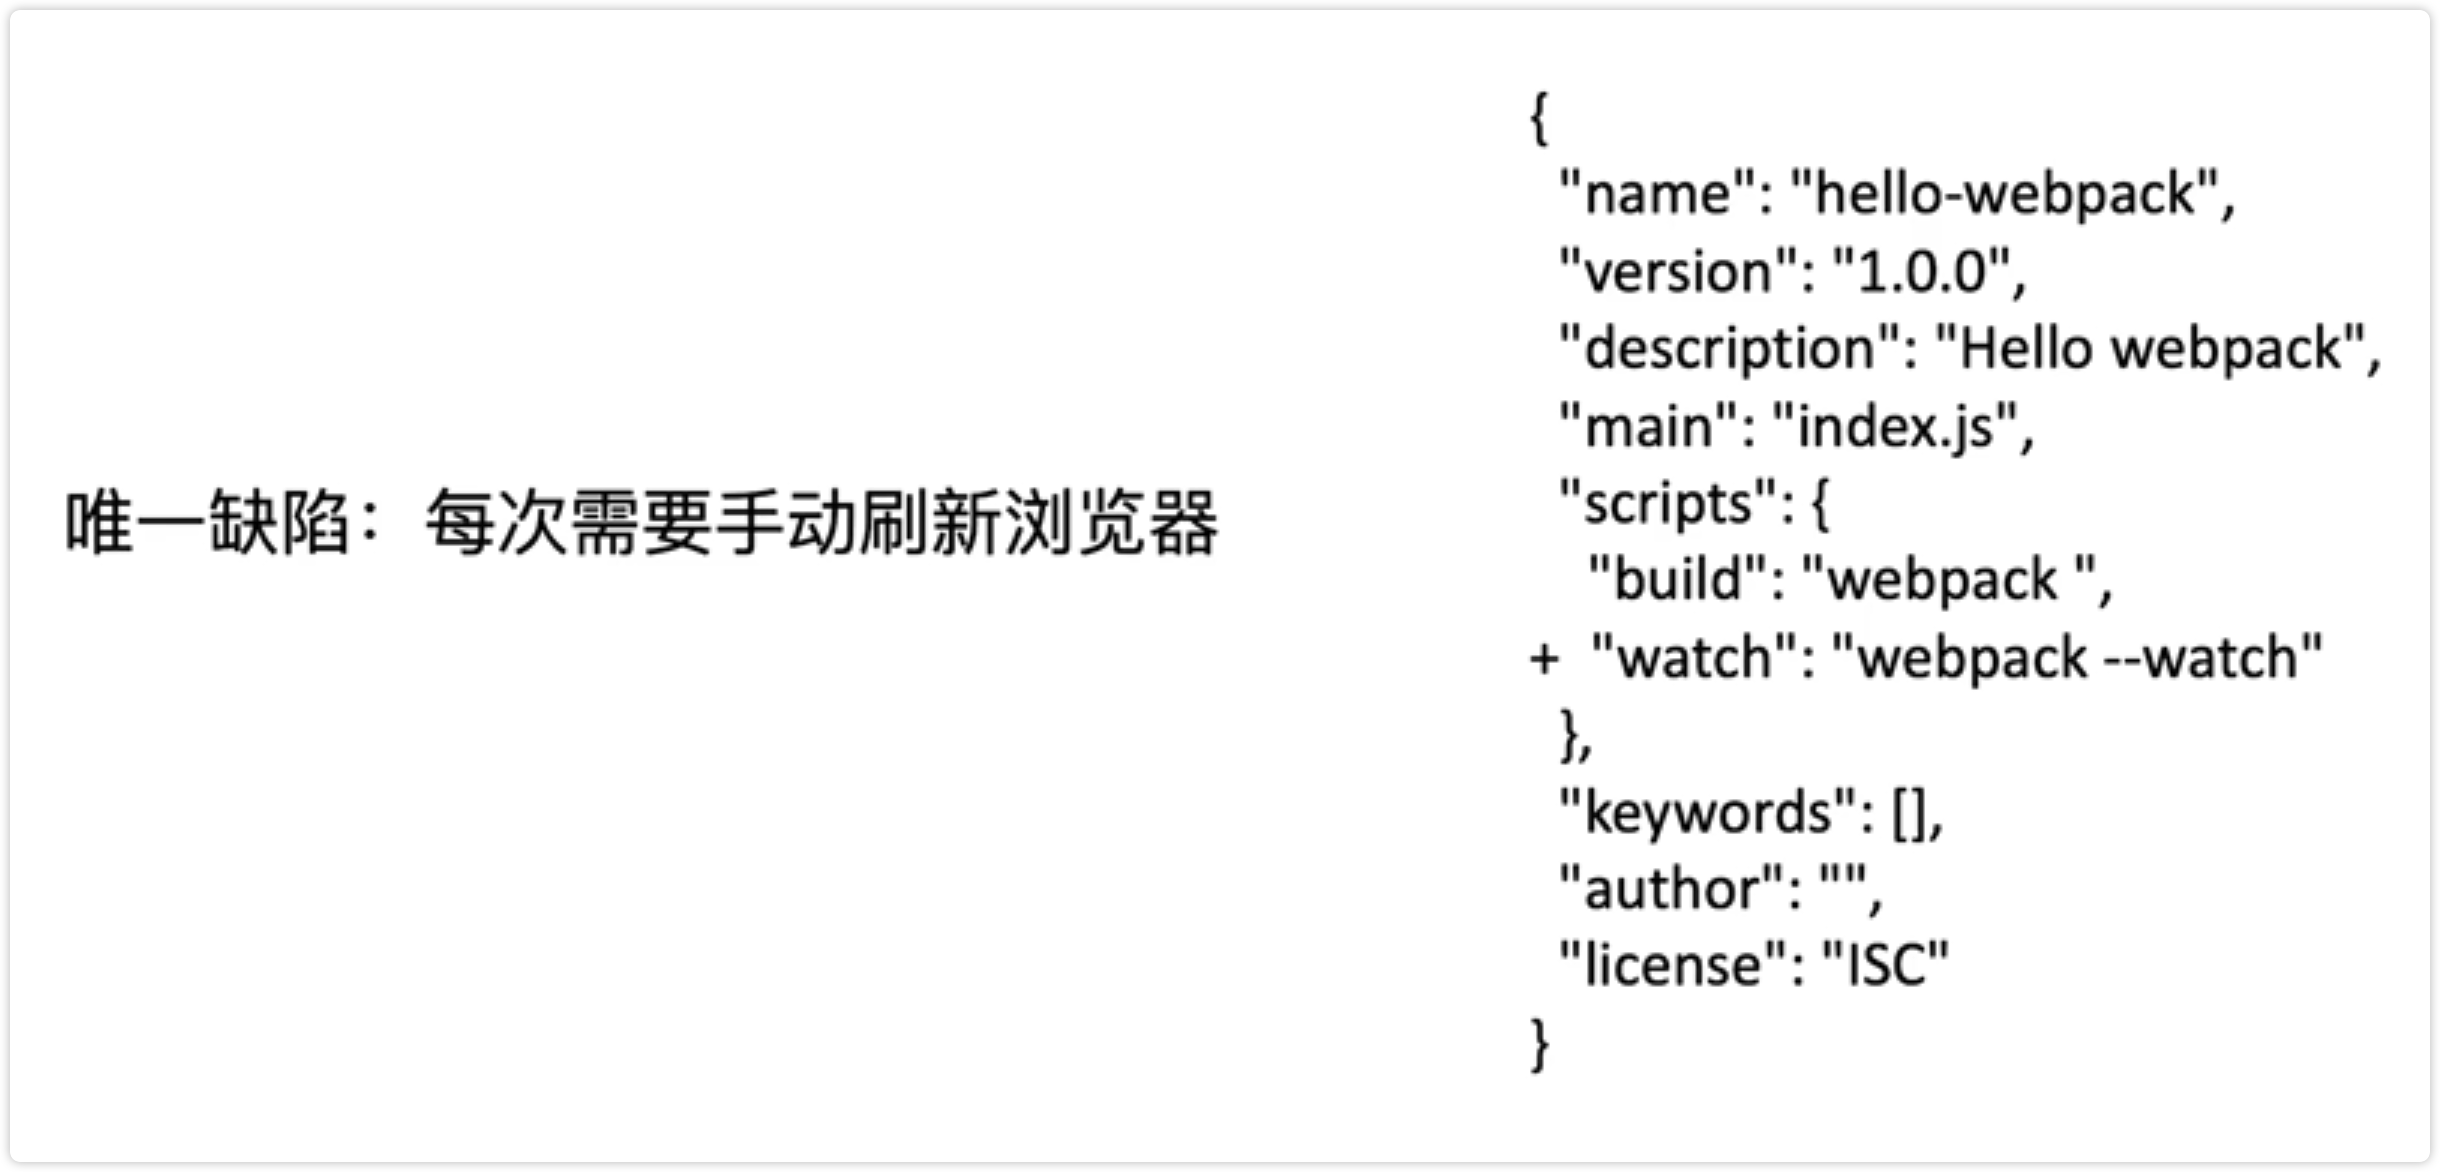 唯一缺陷：每次需要手动刷新浏览器
{
  "name": "hello-webpack",
  "version": "1.0.0",
  "description": "Hello webpack",
  "main": "index.js",
  "scripts": {
    "build": "webpack ",
+   "watch": "webpack --watch"
  },
  "keywords": [],
  "author": "",
  "license": "ISC"
}